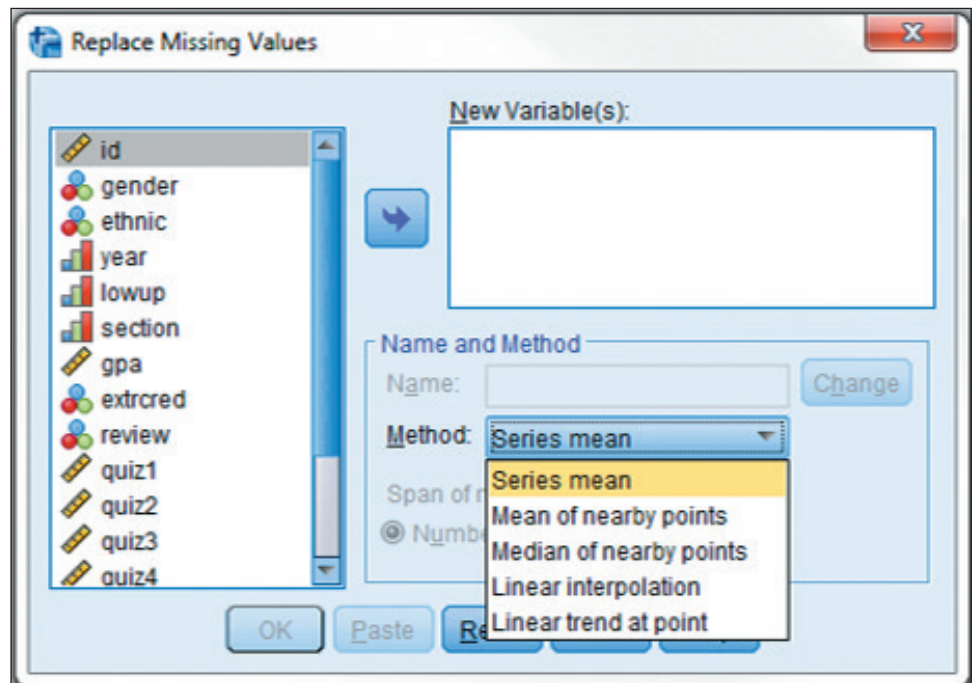 Replace Missing Values
New Variable(s):
id
gender
ethnic
year
lowup
section
gpa
extrcred
review
quiz1
quiz2
quiz3
quiz4
Name and Method
Name:
Change
Method: Series mean
Series mean
Mean of nearby points
Median of nearby points
Linear interpolation
Linear trend at point
Span of
OK
Paste